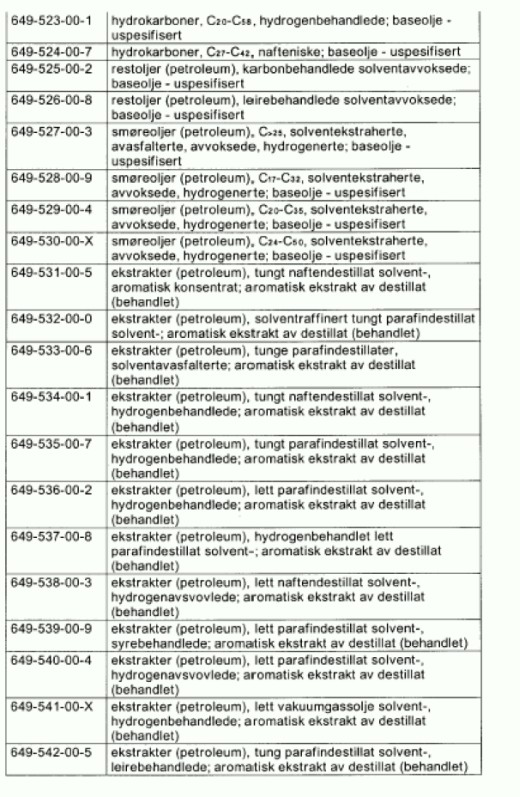 649-523-00-1 hydrokarboner, C₂₀-C₅₈, hydrogenbehandlede; baseolje -
uspesifisert
649-524-00-7 hydrokarboner, C₂₇-C₄₂, nafteniske; baseolje - uspesifisert
649-525-00-2 restoljer (petroleum), karbonbehandlede solventavvoksede;
baseolje - uspesifisert
649-526-00-8 restoljer (petroleum), leirebehandlede solventavvoksede;
baseolje - uspesifisert
649-527-00-3 smøreoljer (petroleum), C>₂₅, solventekstraherte,
avasfalterte, avvoksede, hydrogenerte; baseolje -
uspesifisert
649-528-00-9 smøreoljer (petroleum), C₁₇-C₃₂, solventekstraherte,
avvoksede, hydrogenerte; baseolje - uspesifisert
649-529-00-4 smøreoljer (petroleum), C₂₀-C₃₅, solventekstraherte,
avvoksede, hydrogenerte; baseolje - uspesifisert
649-530-00-X smøreoljer (petroleum), C₂₄-C₅₀, solventekstraherte,
avvoksede, hydrogenerte; baseolje - uspesifisert
649-531-00-5 ekstrakter (petroleum), tungt naftendestillat solvent-,
aromatisk konsentrat; aromatisk ekstrakt av destillat
(behandlet)
649-532-00-0 ekstrakter (petroleum), solventraffinert tungt parafindestillat
solvent-; aromatisk ekstrakt av destillat (behandlet)
649-533-00-6 ekstrakter (petroleum), tunge parafindestillater,
solventavasfalterte; aromatisk ekstrakt av destillat
(behandlet)
649-534-00-1 ekstrakter (petroleum), tungt naftendestillat solvent-,
hydrogenbehandlede; aromatisk ekstrakt av destillat
(behandlet)
649-535-00-7 ekstrakter (petroleum), tungt parafindestillat solvent-,
hydrogenbehandlede; aromatisk ekstrakt av destillat
(behandlet)
649-536-00-2 ekstrakter (petroleum), lett parafindestillat solvent-,
hydrogenbehandlede; aromatisk ekstrakt av destillat
(behandlet)
649-537-00-8 ekstrakter (petroleum), hydrogenbehandlet lett
parafindestillat solvent-; aromatisk ekstrakt av destillat
(behandlet)
649-538-00-3 ekstrakter (petroleum), lett naftendestillat solvent-,
hydrogenavsvovlede; aromatisk ekstrakt av destillat
(behandlet)
649-539-00-9 ekstrakter (petroleum), lett parafindestillat solvent-,
syrebehandlede; aromatisk ekstrakt av destillat (behandlet)
649-540-00-4 ekstrakter (petroleum), lett parafindestillat solvent-,
hydrogenavsvovlede; aromatisk ekstrakt av destillat
(behandlet)
649-541-00-X ekstrakter (petroleum), lett vakuumgassolje solvent-,
hydrogenbehandlede; aromatisk ekstrakt av destillat
(behandlet)
649-542-00-5 ekstrakter (petroleum), tung parafindestillat solvent-,
leirebehandlede; aromatisk ekstrakt av destillat (behandlet)